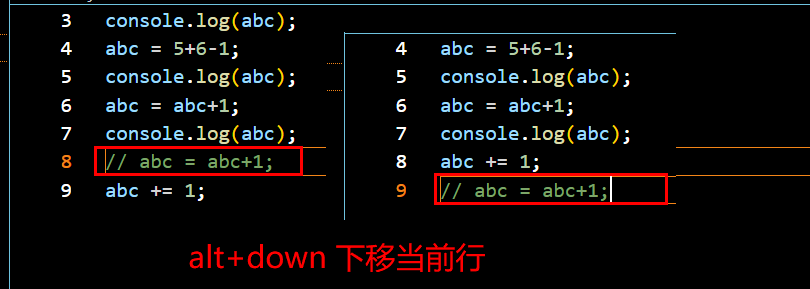 3 console.log(abc);
4 abc = 5+6-1;
5 console.log(abc);
6 abc = abc+1;
7 console.log(abc);
8 // abc = abc+1;
9 abc += 1;
4 abc = 5+6-1;
5 console.log(abc);
6 abc = abc+1;
7 console.log(abc);
8 abc += 1;
9 // abc = abc+1;
alt+down 下移当前行